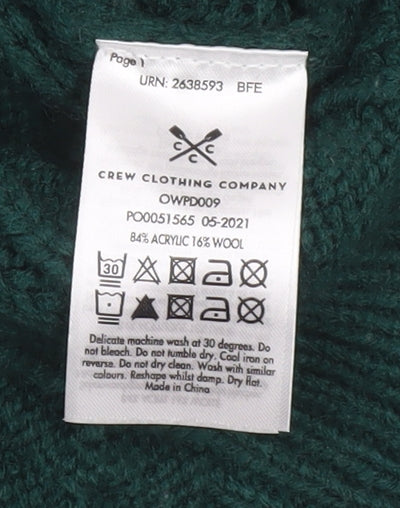 Page 1
URN: 2638593 BFE
C C
C
CREW CLOTHING COMPANY
OWPD009
PO0051565 05-2021
84% ACRYLIC 16% WOOL
30
Delicate machine wash at 30 degrees. Do
not bleach. Do not tumble dry. Cool iron on
reverse. Do not dry clean. Wash with similar
colours. Reshape whilst damp. Dry flat.
Made in China